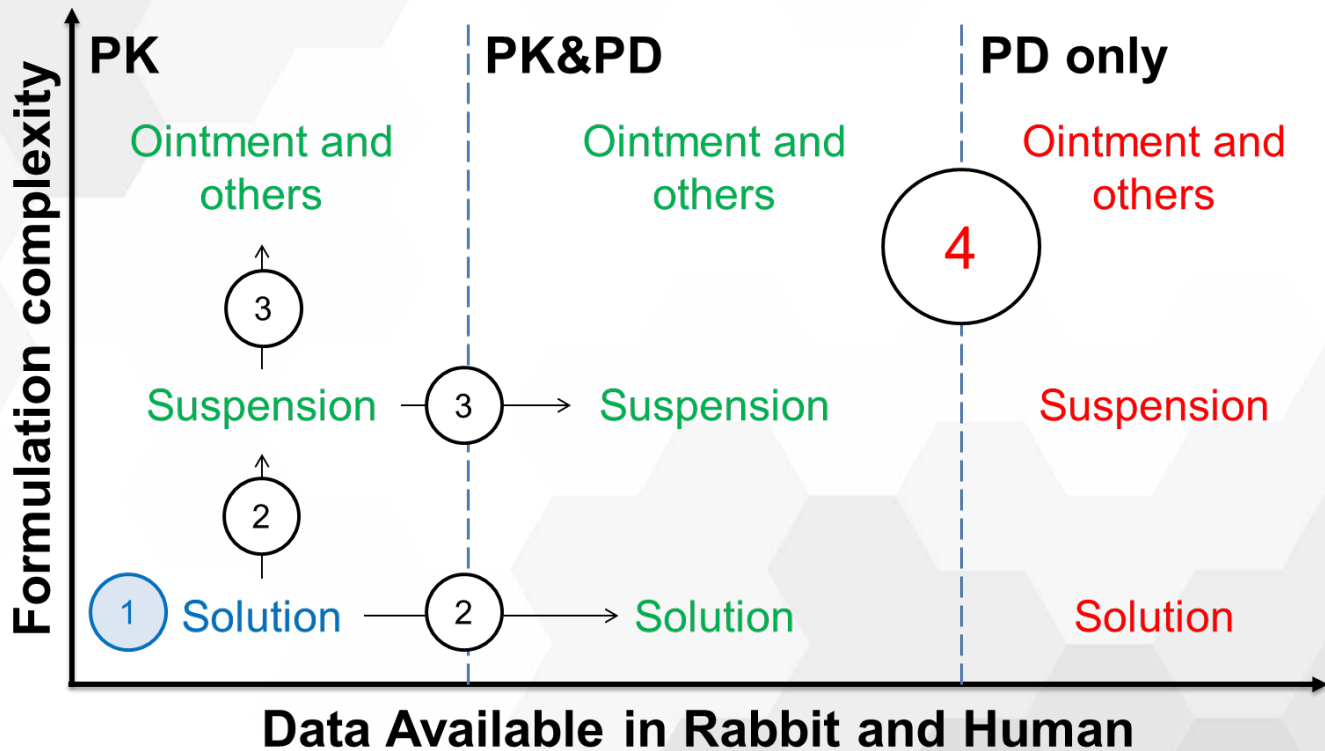 Formulation complexity
PK
PK&PD
PD only
Ointment and
others
Ointment and
others
Ointment and
others
4
3
Suspension
3
Suspension
Suspension
2
1
Solution
2
Solution
Solution
Data Available in Rabbit and Human